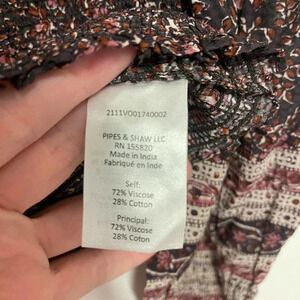 2111VO01740002
PIPES & SHAW LLC
RN 155820
Made in India
Fabriqué en Inde
Self:
72% Viscose
28% Cotton
Principal:
72% Viscose
28% Coton